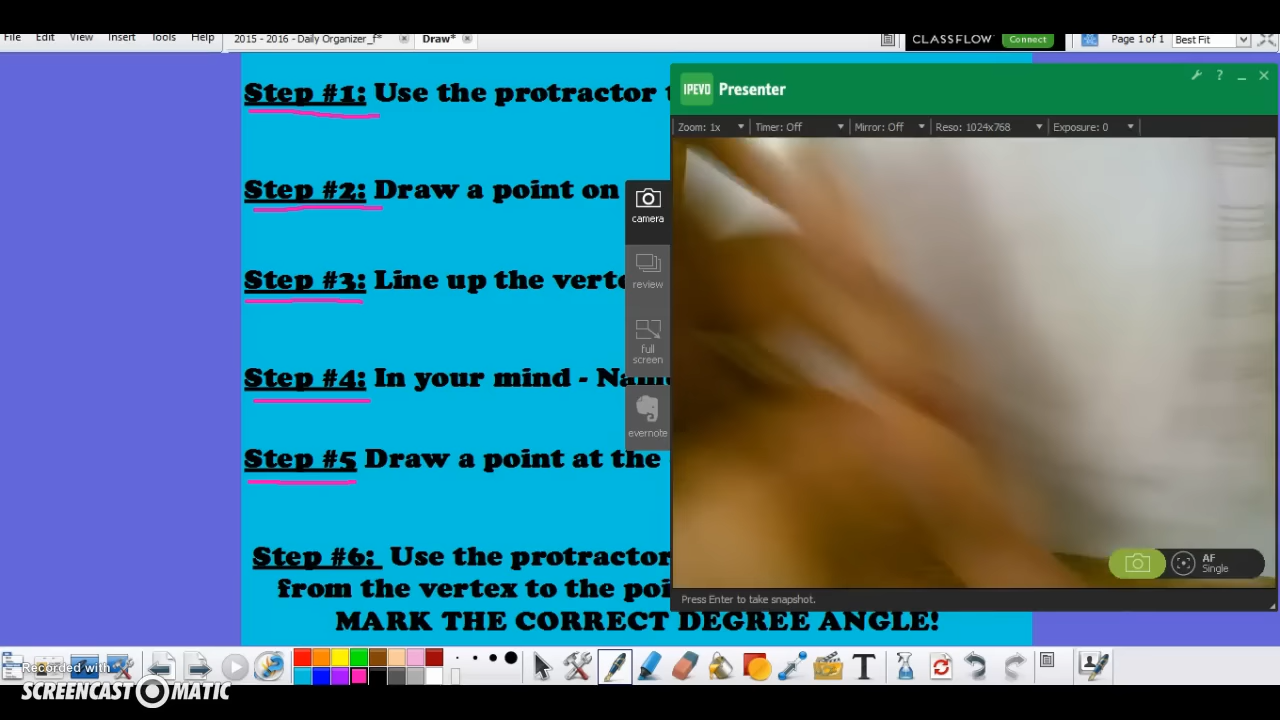 File Edit View Insert Tools Help
2015 - 2016 - Daily Organizer_f* Draw* CLASSFLOW Connect Page 1 of 1 Best Fit
IPEVO Presenter
Zoom: 1x Timer: Off Mirror: Off Reso: 1024x768 Exposure: 0
Step #1: Use the protractor
Step #2: Draw a point on
camera
Step #3: Line up the
review
full
screen
Step #4: In your mind -
evernote
Step #5 Draw a point at the
Step #6: Use the protractor
from the vertex to the
AF
Single
Press Enter to take snapshot.
MARK THE CORRECT DEGREE ANGLE!
Recorded with
SCREENCAST MATIC